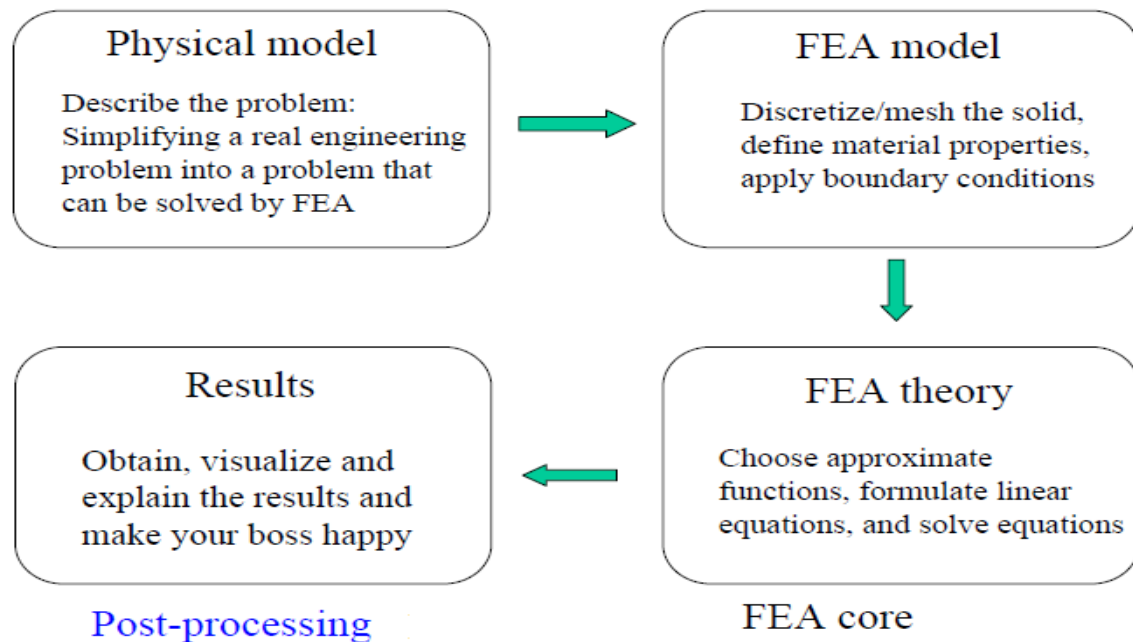 Physical model
Describe the problem:
Simplifying a real engineering
problem into a problem that
can be solved by FEA
FEA model
Discretize/mesh the solid,
define material properties,
apply boundary conditions
FEA theory
Choose approximate
functions, formulate linear
equations, and solve equations
FEA core
Results
Obtain, visualize and
explain the results and
make your boss happy
Post-processing